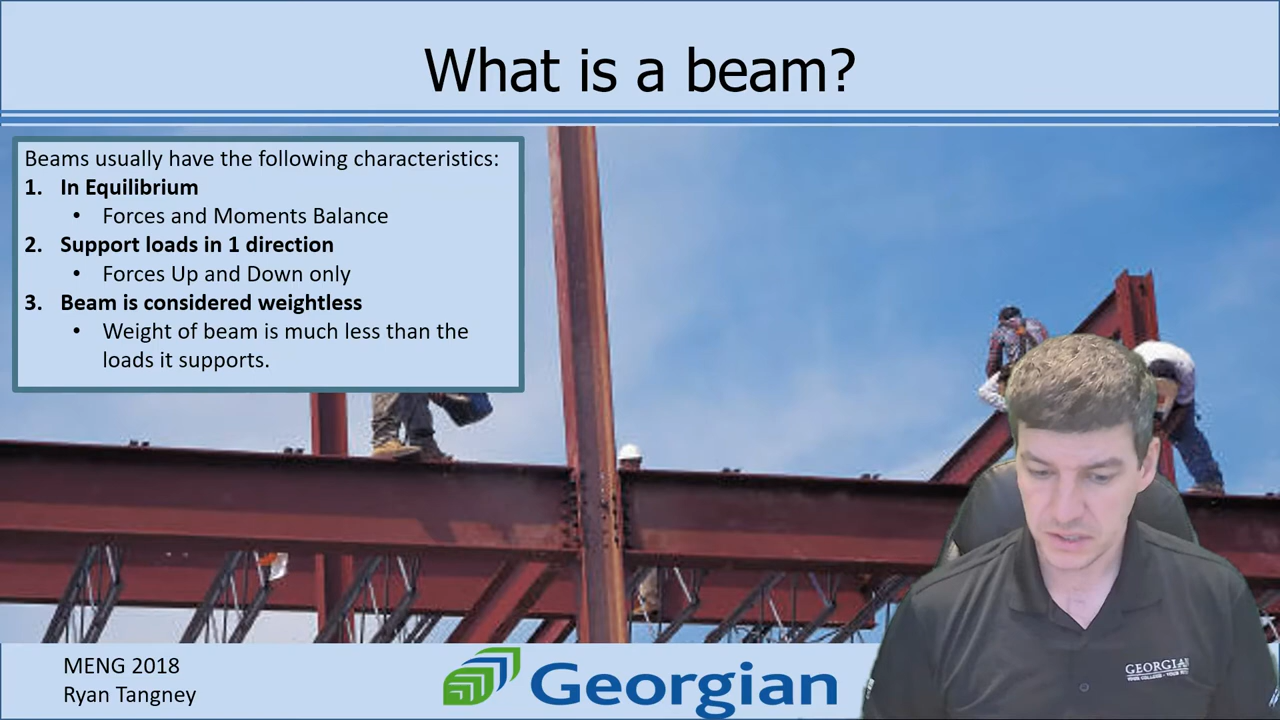 What is a beam?
Beams usually have the following characteristics:
1. In Equilibrium
• Forces and Moments Balance
2. Support loads in 1 direction
• Forces Up and Down only
3. Beam is considered weightless
• Weight of beam is much less than the
loads it supports.
MENG 2018
Ryan Tangney
Georgian
GEORGIAN